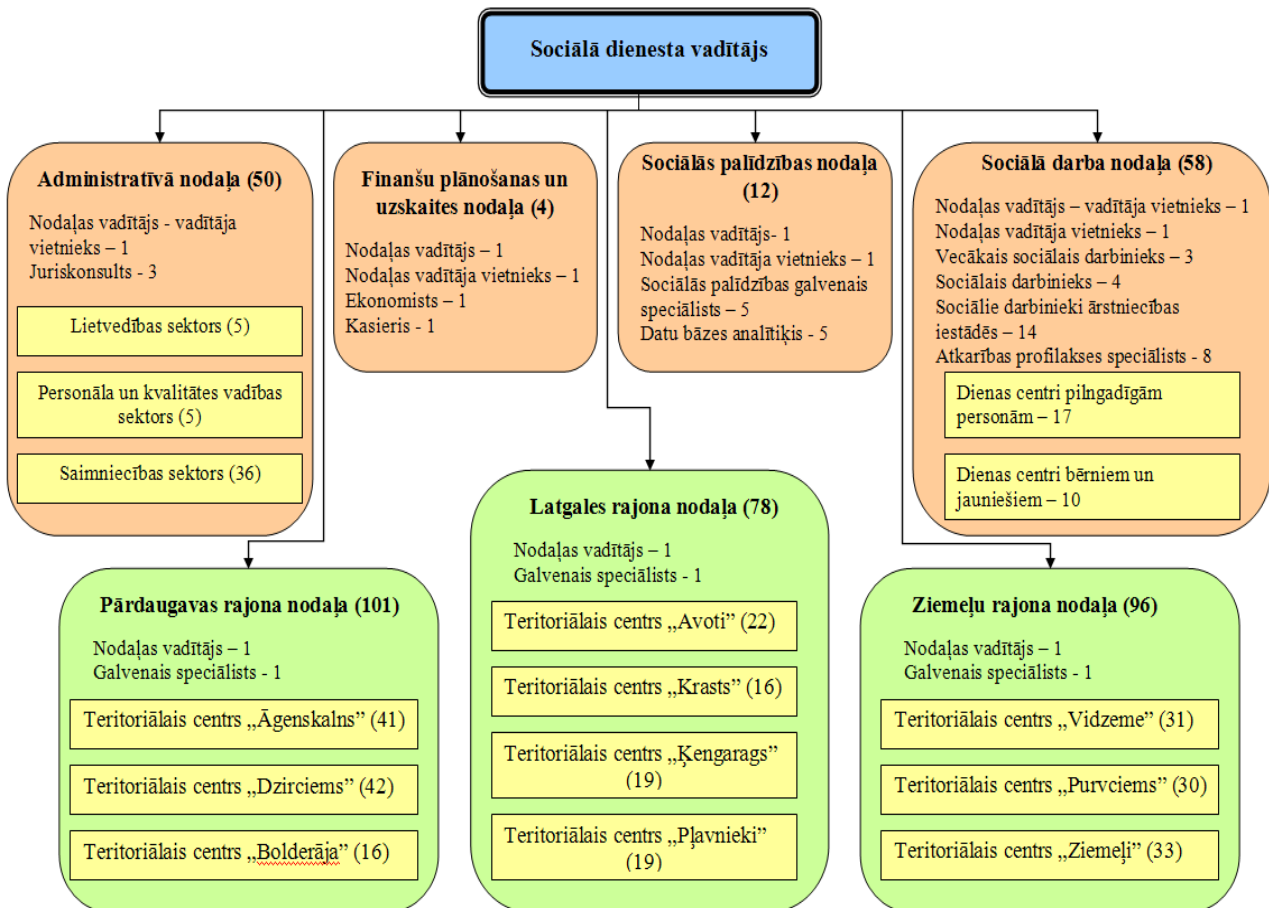 Sociālā dienesta vadītājs
Administratīvā nodaļa (50)
Nodaļas vadītājs - vadītāja
vietnieks – 1
Juriskonsults - 3
Lietvedības sektors (5)
Personāla un kvalitātes vadības
sektors (5)
Saimniecības sektors (36)
Finanšu plānošanas un
uzskaites nodaļa (4)
Nodaļas vadītājs – 1
Nodaļas vadītāja vietnieks – 1
Ekonomists – 1
Kasieris - 1
Sociālās palīdzības nodaļa
(12)
Nodaļas vadītājs- 1
Nodaļas vadītāja vietnieks – 1
Sociālās palīdzības galvenais
speciālists – 5
Datu bāzes analītiķis - 5
Sociālā darba nodaļa (58)
Nodaļas vadītājs – vadītāja vietnieks – 1
Nodaļas vadītāja vietnieks – 1
Vecākais sociālais darbinieks – 3
Sociālais darbinieks – 4
Sociālie darbinieki ārstniecības
iestādēs – 14
Atkarības profilakses speciālists - 8
Dienas centri pilngadīgām
personām – 17
Dienas centri bērniem un
jauniešiem – 10
Pārdaugavas rajona nodaļa (101)
Nodaļas vadītājs – 1
Galvenais speciālists - 1
Teritoriālais centrs „Āgenskalns” (41)
Teritoriālais centrs „Dzirciems” (42)
Teritoriālais centrs „Bolderāja” (16)
Latgales rajona nodaļa (78)
Nodaļas vadītājs – 1
Galvenais speciālists - 1
Teritoriālais centrs „Avoti” (22)
Teritoriālais centrs „Krasts” (16)
Teritoriālais centrs „Ķengarags”
(19)
Teritoriālais centrs „Pļavnieki”
(19)
Ziemeļu rajona nodaļa (96)
Nodaļas vadītājs – 1
Galvenais speciālists - 1
Teritoriālais centrs „Vidzeme” (31)
Teritoriālais centrs „Purvciems” (30)
Teritoriālais centrs „Ziemeļi” (33)